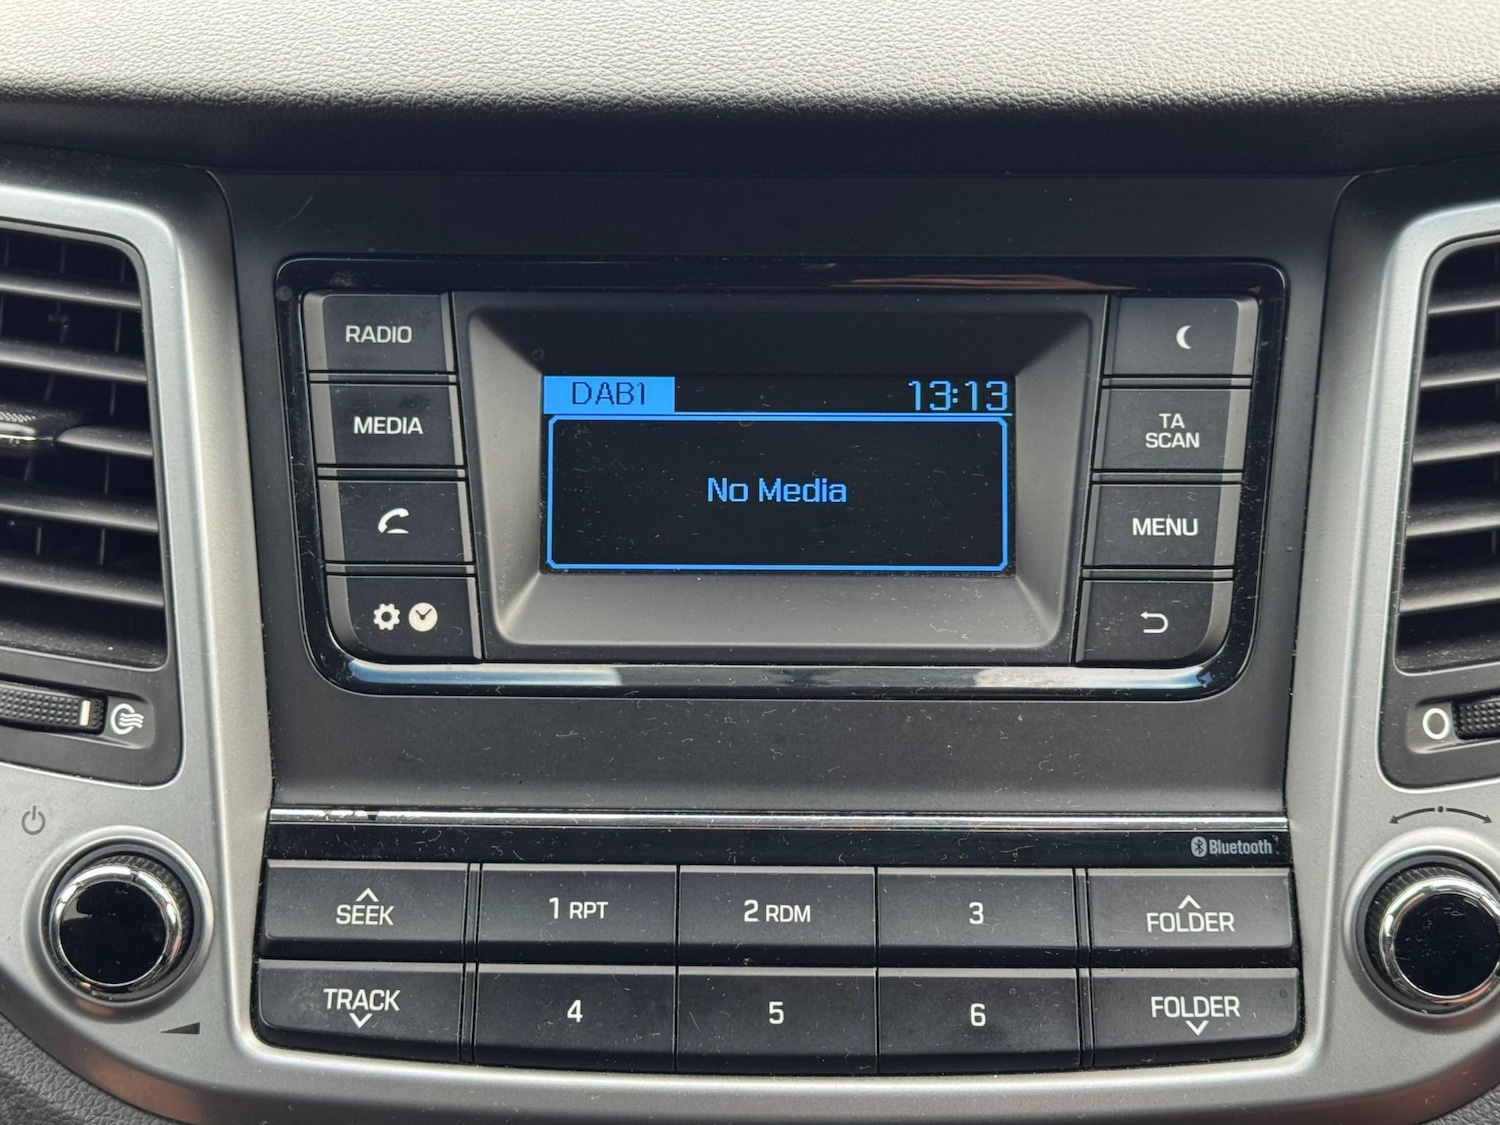 RADIO
MEDIA
DAB1 13:13
No Media
TA
SCAN
MENU
Bluetooth
SEEK
1 RPT
2 RDM
3
FOLDER
TRACK
4
5
6
FOLDER